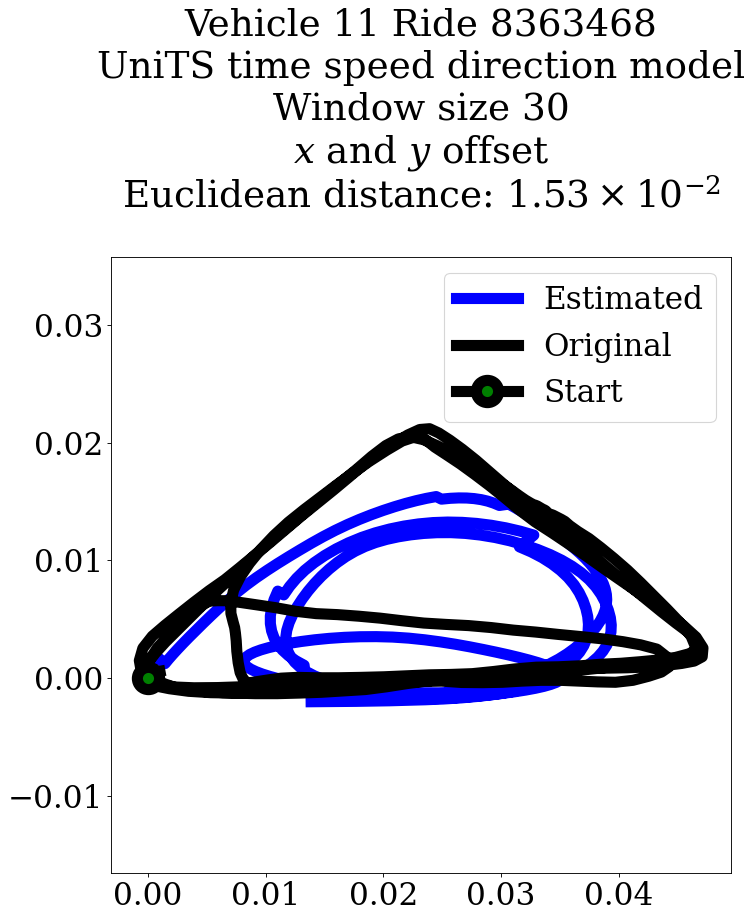 Vehicle 11 Ride 8363468
UniTS time speed direction model
Window size 30
x and y offset
Euclidean distance: 1.53 × 10⁻²
Estimated
Original
Start
0.03
0.02
0.01
0.00
−0.01
0.00 0.01 0.02 0.03 0.04